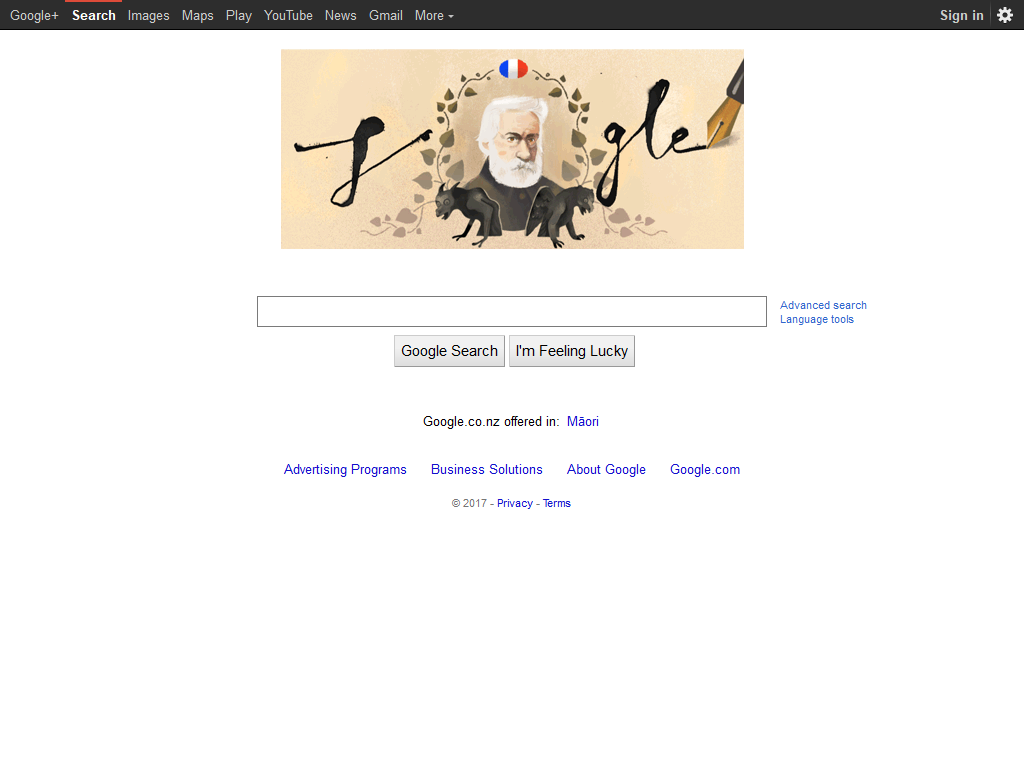 Google+ Search Images Maps Play YouTube News Gmail More Sign in
Google
Advanced search
Language tools
Google Search I'm Feeling Lucky
Google.co.nz offered in: Māori
Advertising Programs Business Solutions About Google Google.com
© 2017 - Privacy - Terms